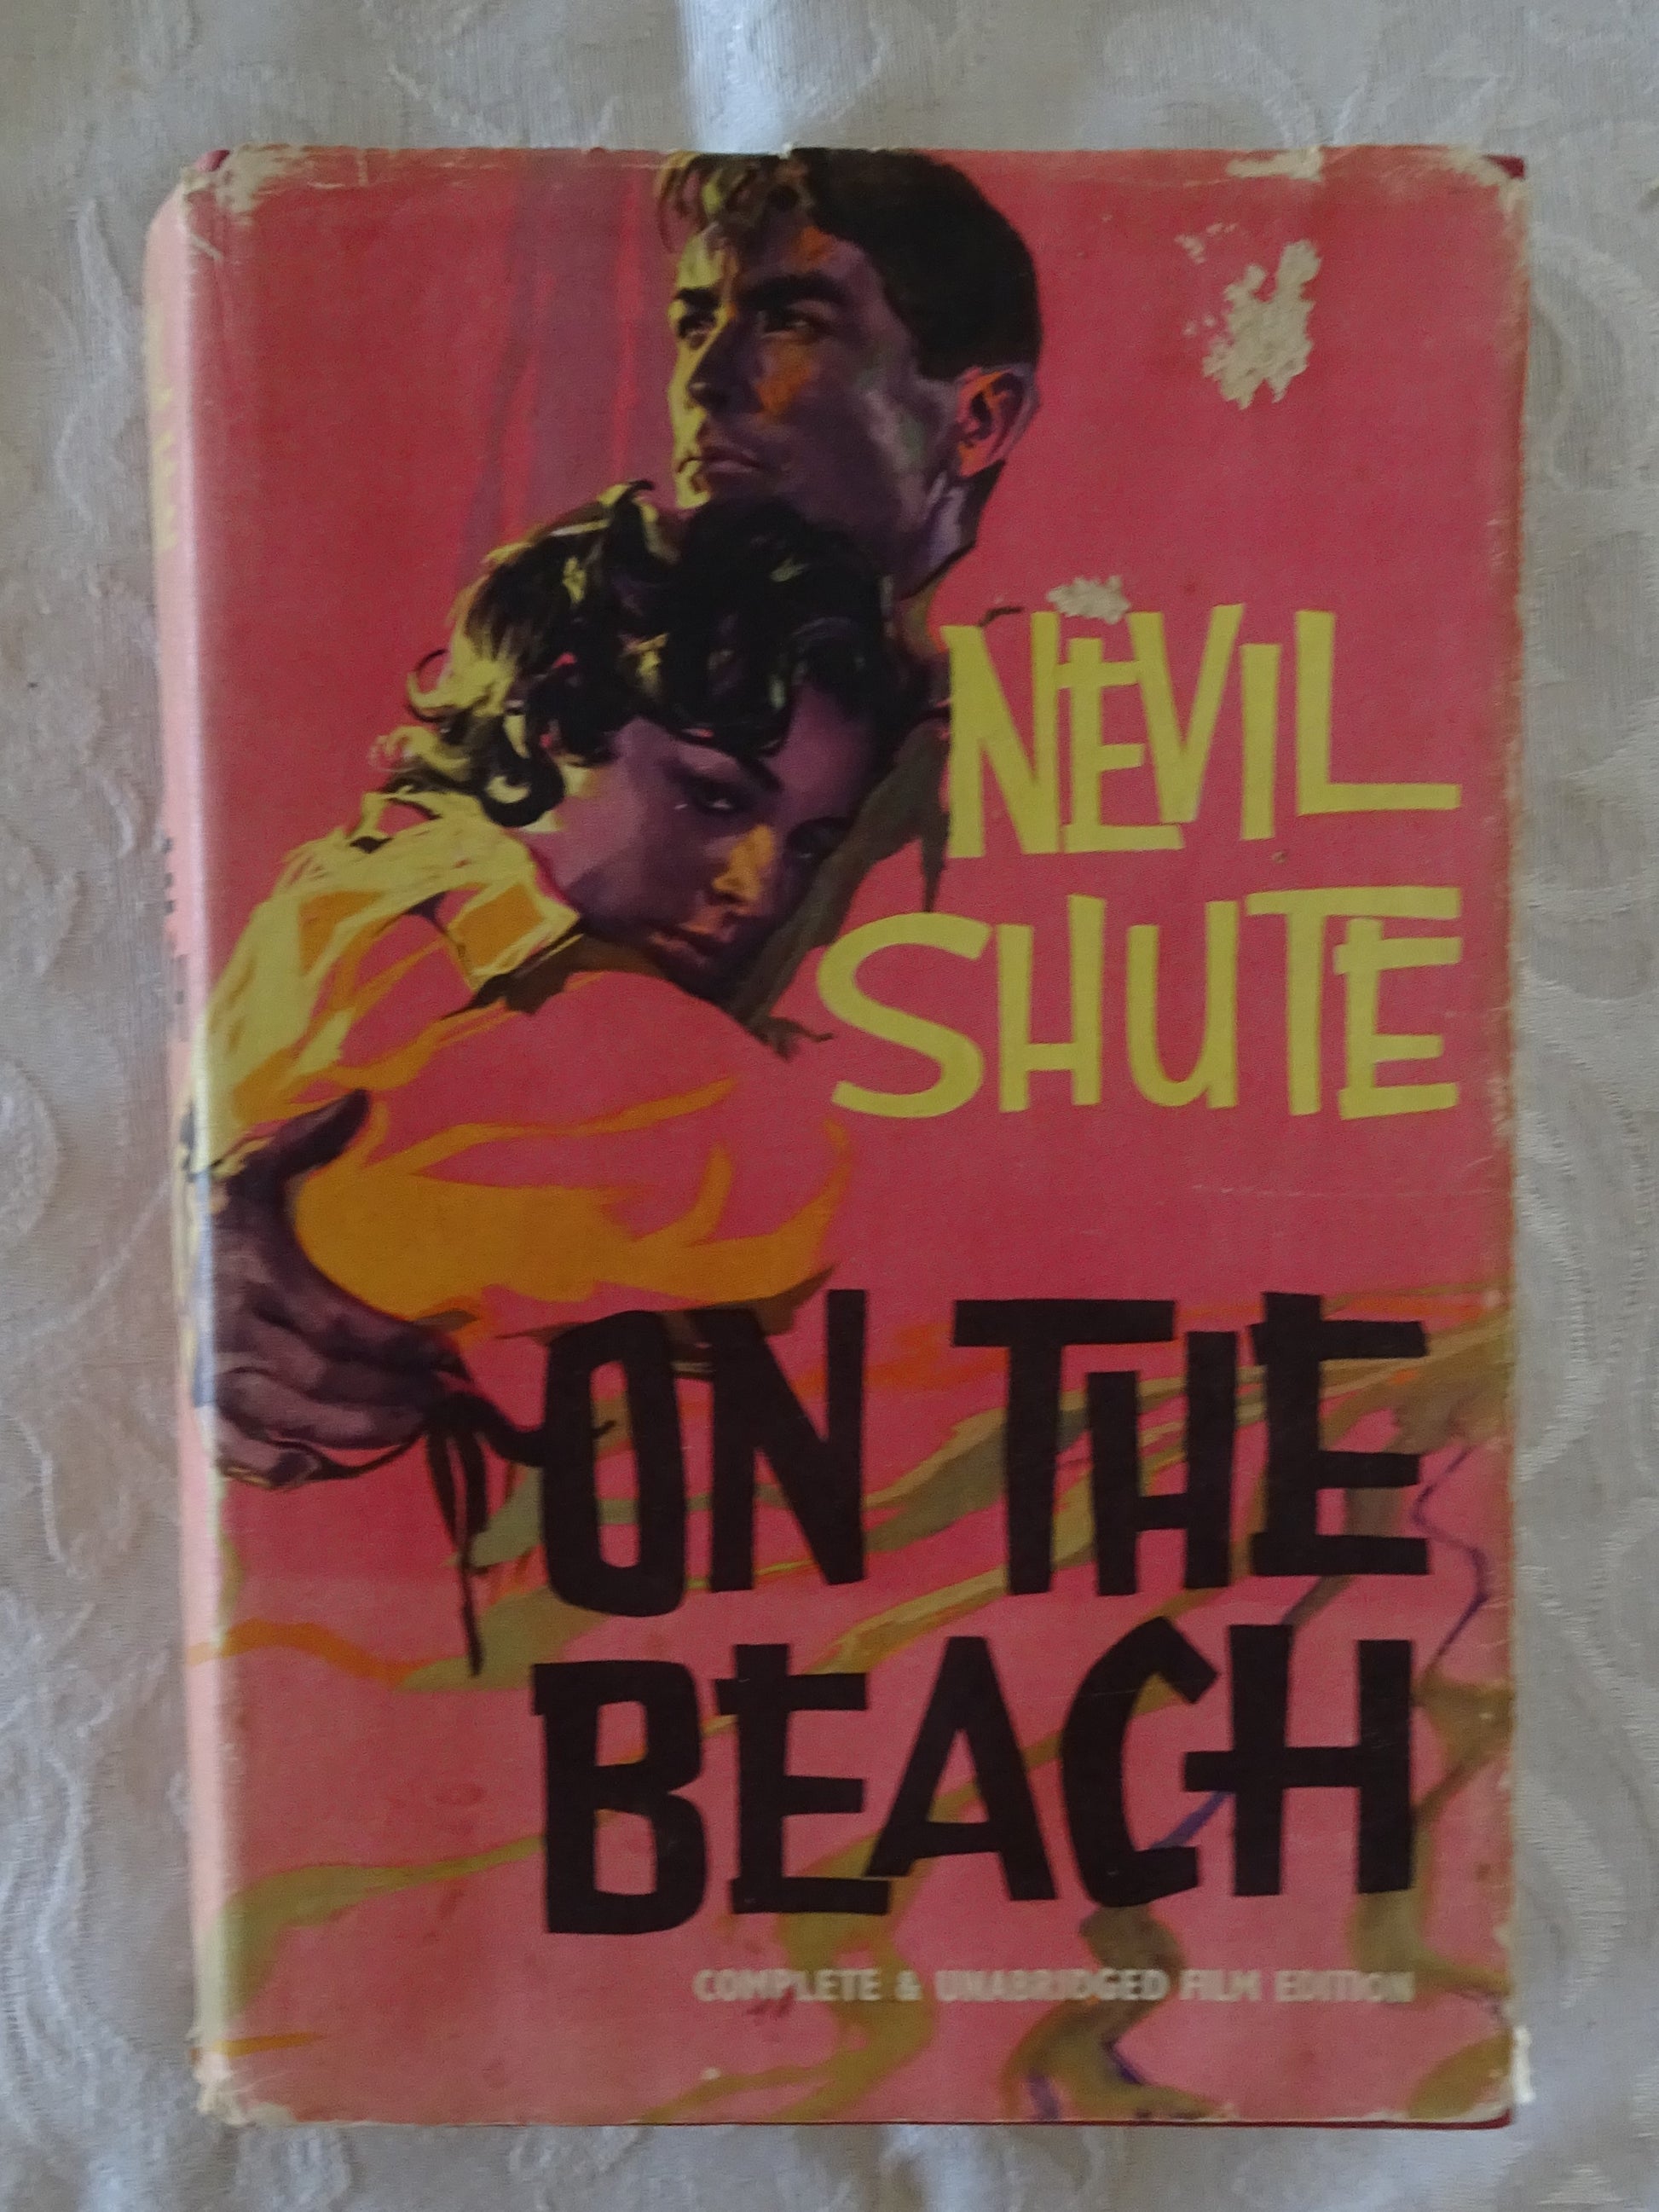 NEVIL
SHUTE
ON THE
BEACH
COMPLETE & UNABRIDGED FILM EDITION